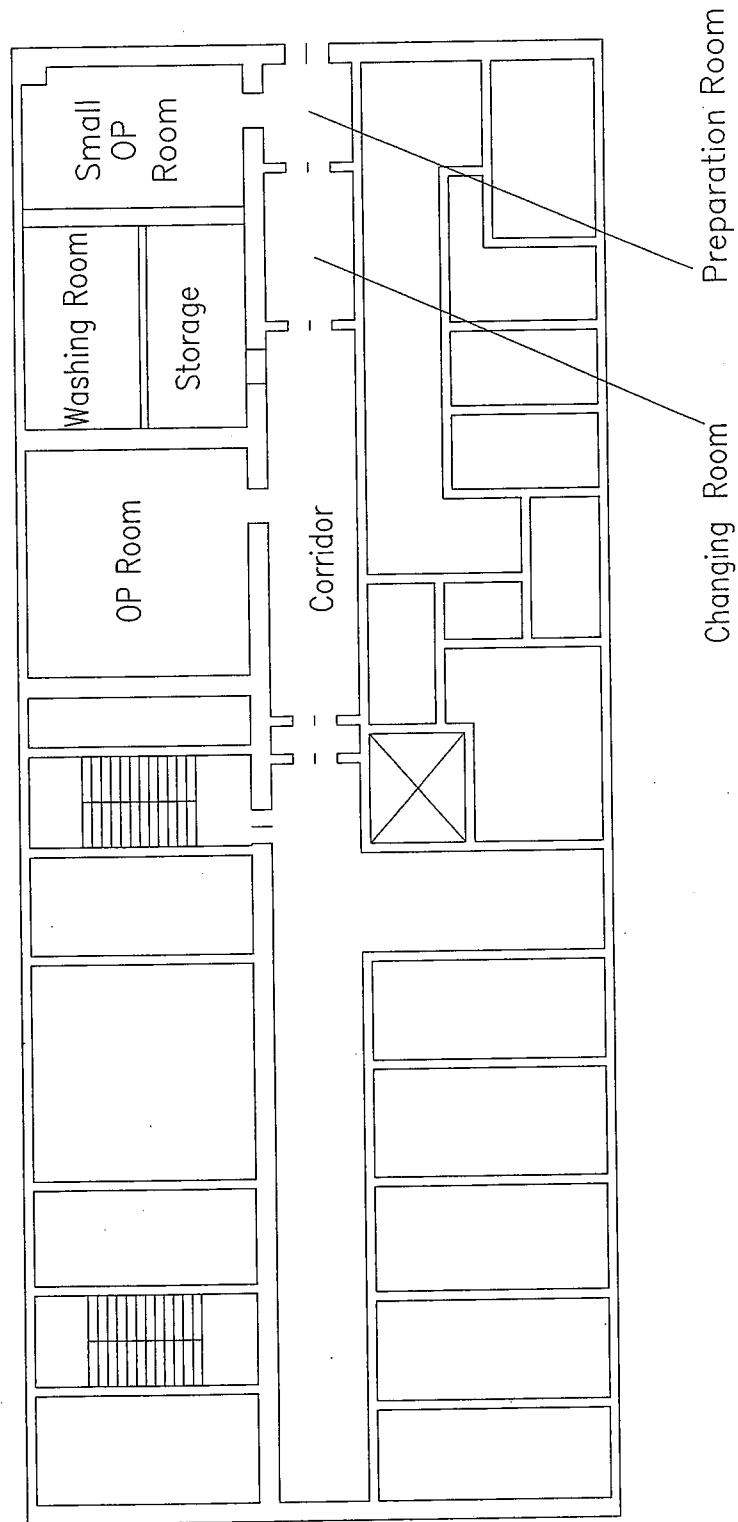 Small
OP
Room
Washing Room
Storage
OP Room
Corridor
Preparation Room
Changing Room